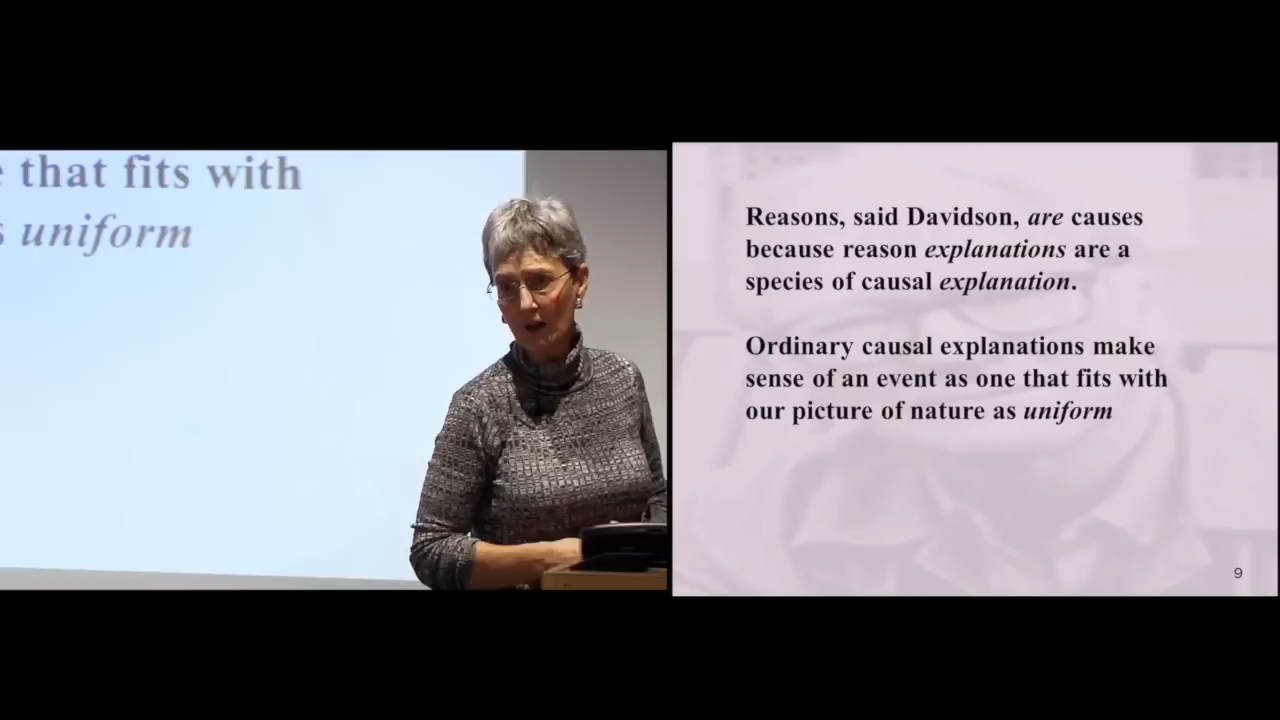 that fits with
uniform
Reasons, said Davidson, are causes
because reason explanations are a
species of causal explanation.
Ordinary causal explanations make
sense of an event as one that fits with
our picture of nature as uniform
9